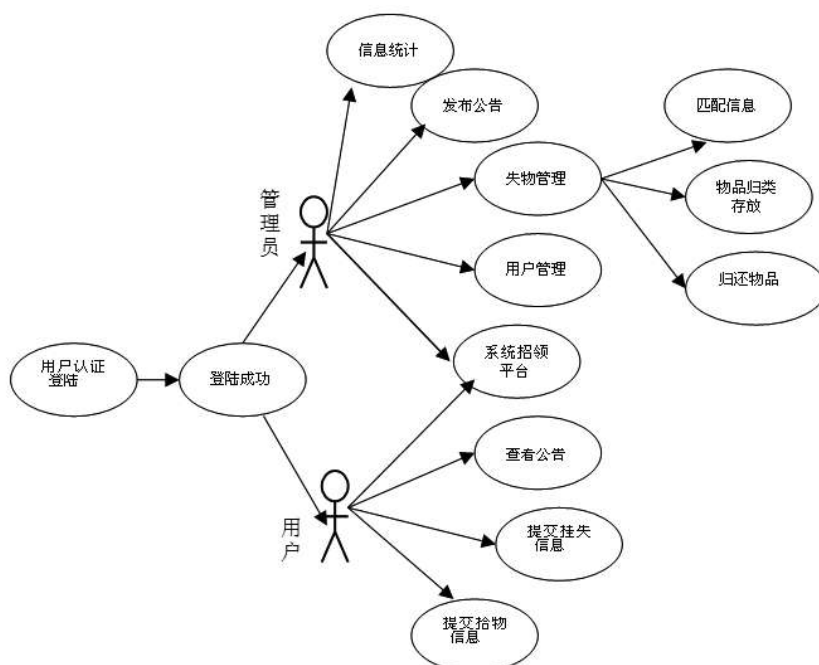 信息统计
发布公告
匹配信息
失物管理
物品归类
存放
管理员
用户管理
归还物品
系统招领
平台
用户认证
登陆
登陆成功
查看公告
用户
提交挂失
信息
提交拾物
信息